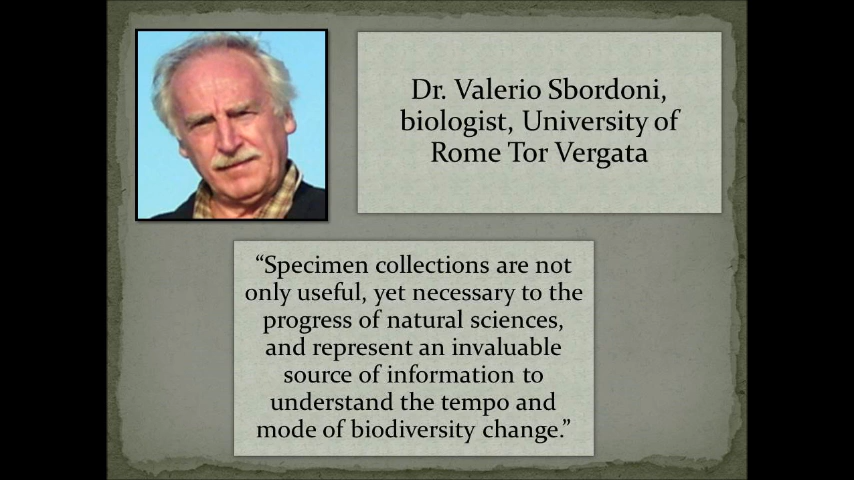 Dr. Valerio Sbordoni,
biologist, University of
Rome Tor Vergata
“Specimen collections are not
only useful, yet necessary to the
progress of natural sciences,
and represent an invaluable
source of information to
understand the tempo and
mode of biodiversity change.”